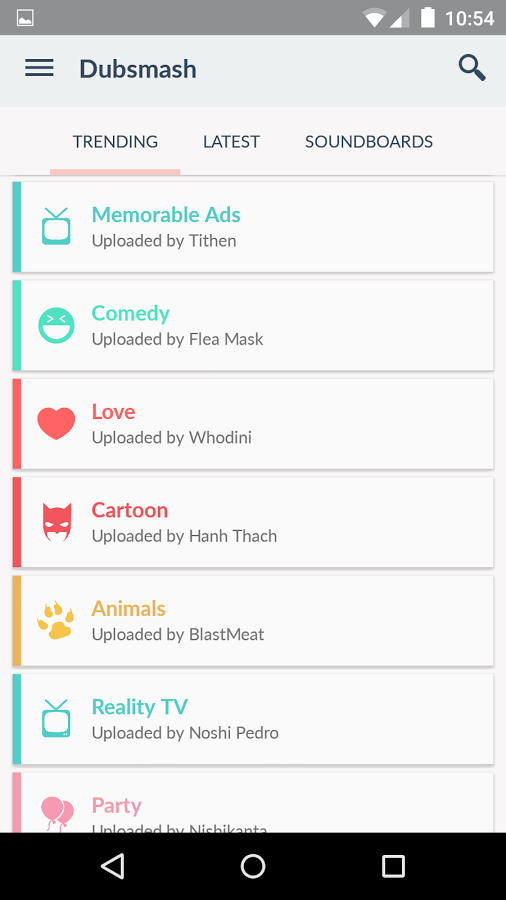 10:54
Dubsmash
TRENDING LATEST SOUNDBOARDS
Memorable Ads
Uploaded by Tithen
Comedy
Uploaded by Flea Mask
Love
Uploaded by Whodini
Cartoon
Uploaded by Hanh Thach
Animals
Uploaded by BlastMeat
Reality TV
Uploaded by Noshi Pedro
Party
Uploaded by Nishikanta